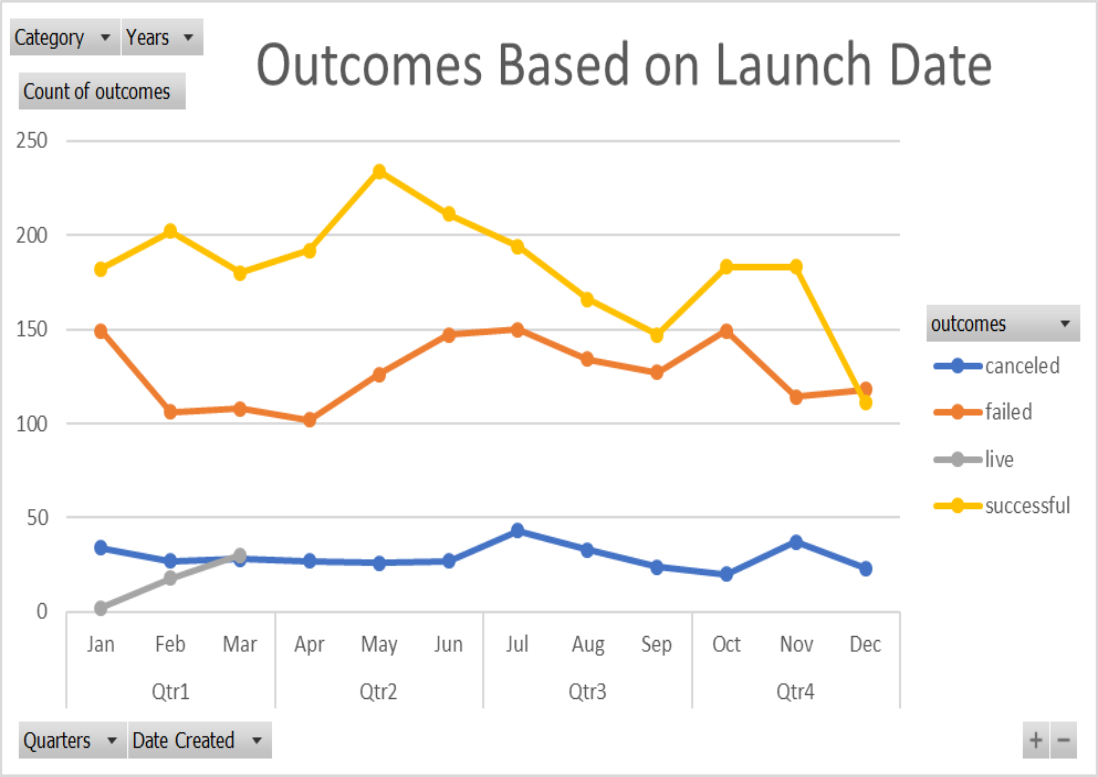 Category Years
Outcomes Based on Launch Date
Count of outcomes
250
200
150
100
50
0
outcomes
canceled
failed
live
successful
Jan Feb Mar Apr May Jun Jul Aug Sep Oct Nov Dec
Qtr1 Qtr2 Qtr3 Qtr4
Quarters Date Created + −